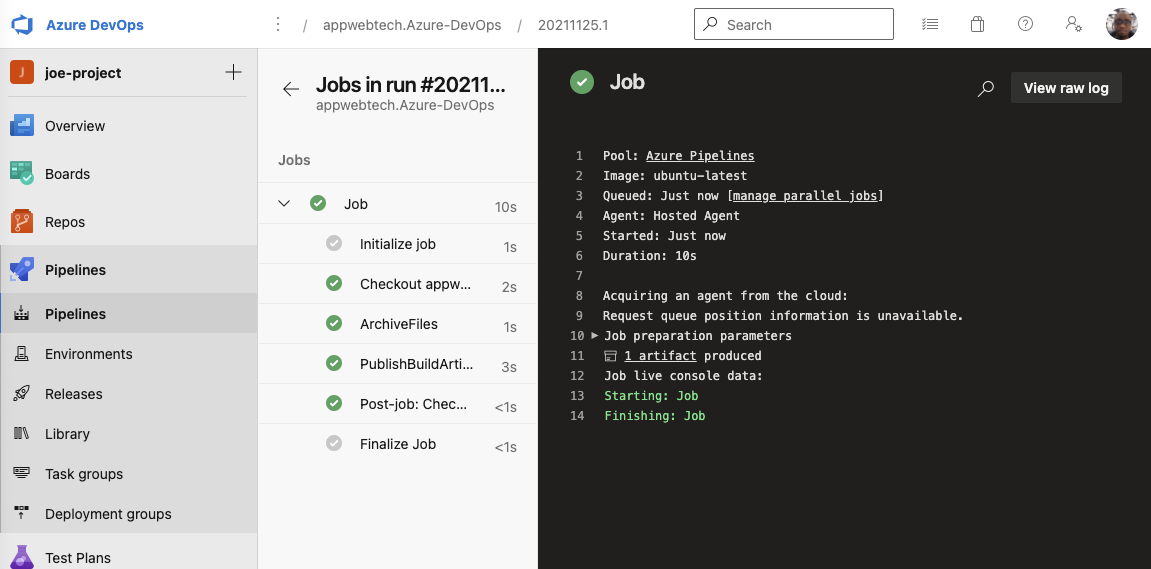 Azure DevOps
/ appwebtech.Azure-DevOps / 20211125.1
Search
J joe-project
Overview
Boards
Repos
Pipelines
Pipelines
Environments
Releases
Library
Task groups
Deployment groups
Test Plans
Jobs in run #20211...
appwebtech.Azure-DevOps
Jobs
Job 10s
Initialize job 1s
Checkout appw... 2s
ArchiveFiles 1s
PublishBuildArti... 3s
Post-job: Chec... <1s
Finalize Job <1s
Job
View raw log
1 Pool: Azure Pipelines
2 Image: ubuntu-latest
3 Queued: Just now [manage parallel jobs]
4 Agent: Hosted Agent
5 Started: Just now
6 Duration: 10s
7
8 Acquiring an agent from the cloud:
9 Request queue position information is unavailable.
10 Job preparation parameters
11 1 artifact produced
12 Job live console data:
13 Starting: Job
14 Finishing: Job